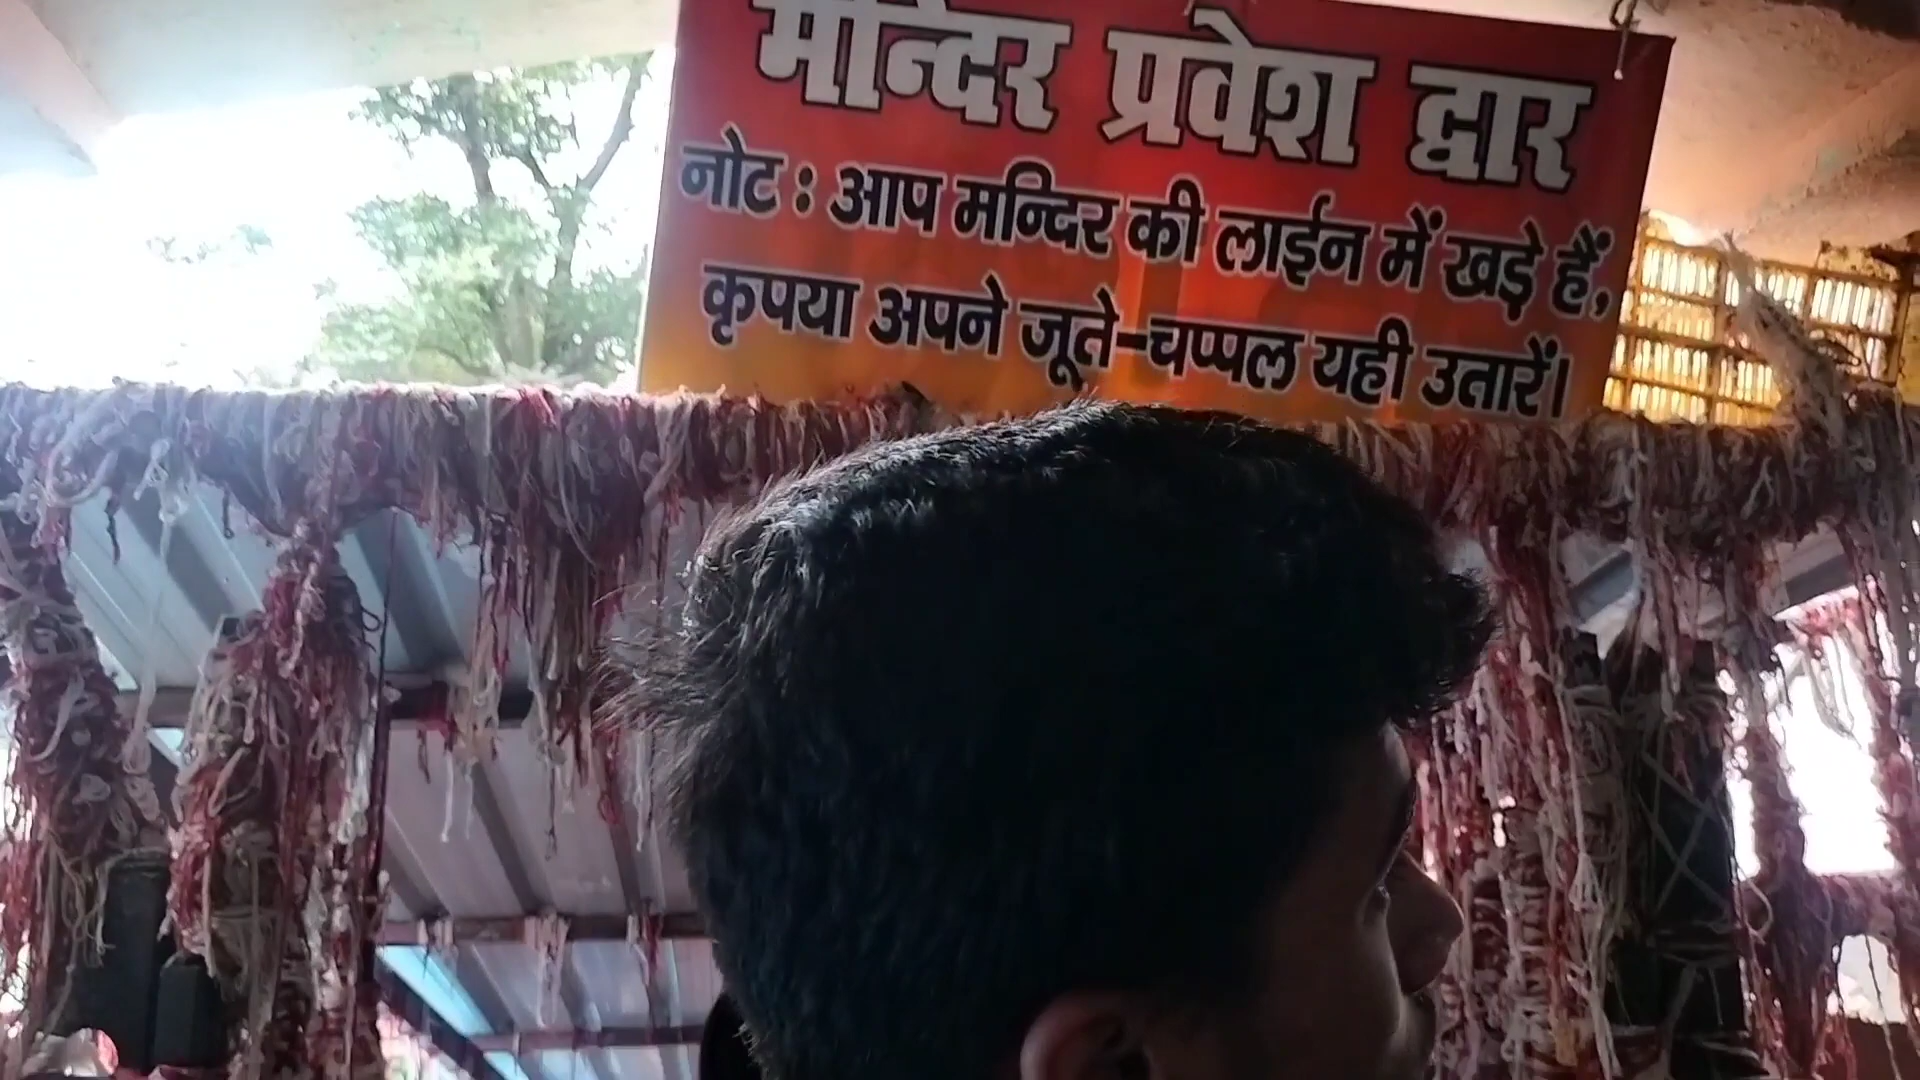 मन्दिर प्रवेश द्वार
नोट : आप मन्दिर की लाईन में खड़े हैं,
कृपया अपने जूते-चप्पल यही उतारें।